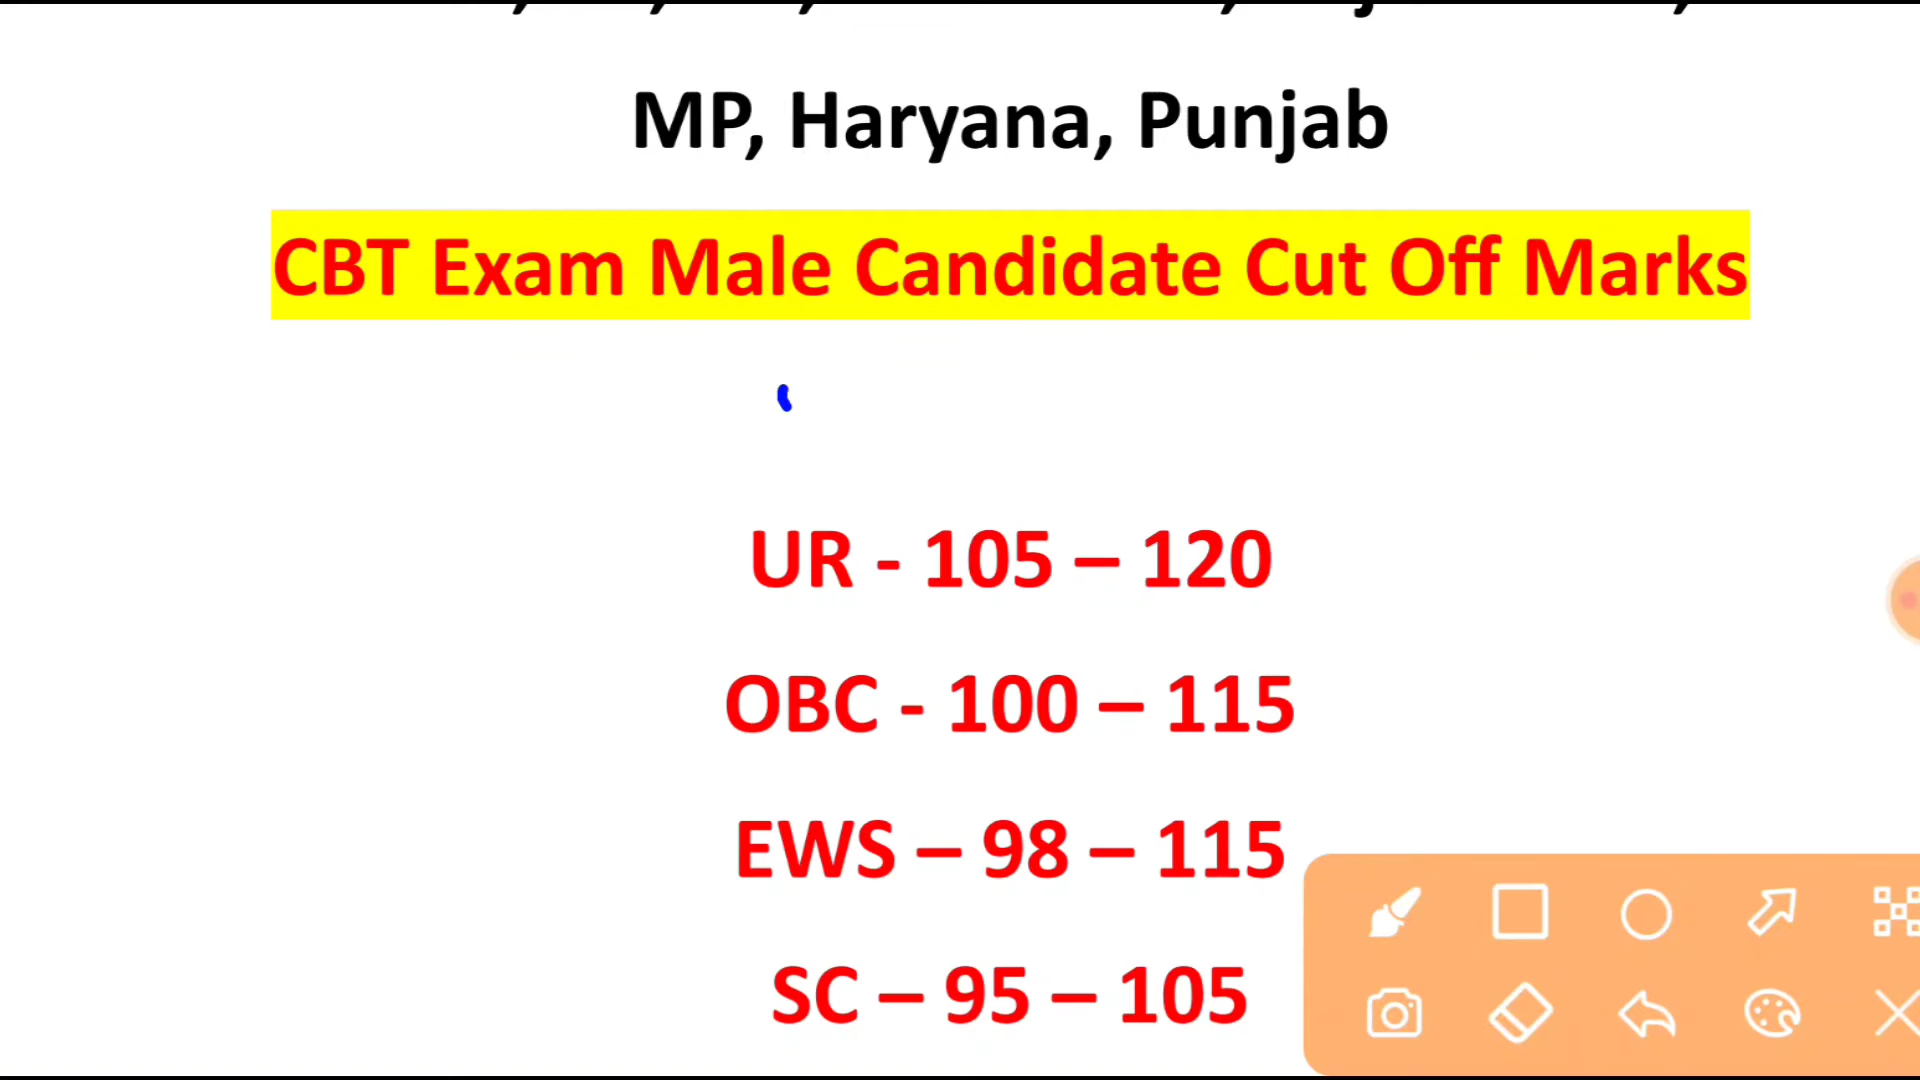 MP, Haryana, Punjab
CBT Exam Male Candidate Cut Off Marks
UR - 105 – 120
OBC - 100 – 115
EWS – 98 – 115
SC – 95 – 105